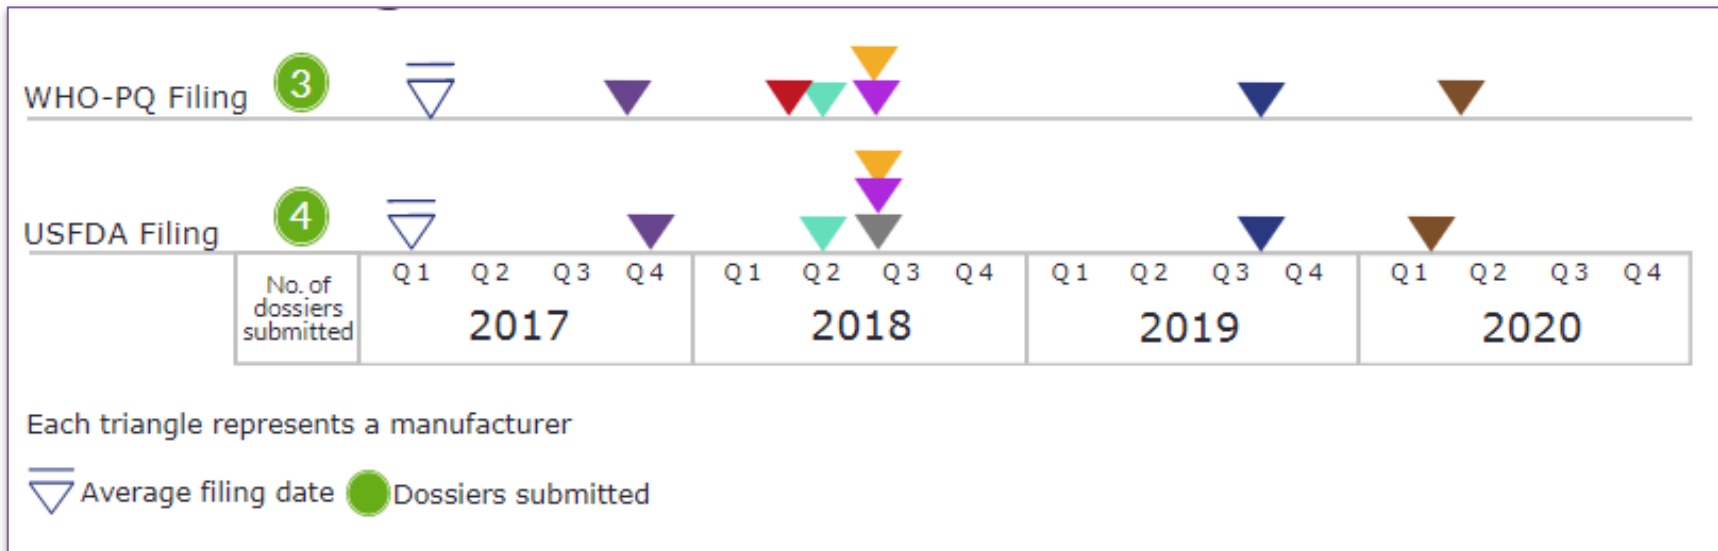 WHO-PQ Filing 3
USFDA Filing 4
No. of
dossiers
submitted
Q1 Q2 Q3 Q4 Q1 Q2 Q3 Q4 Q1 Q2 Q3 Q4 Q1 Q2 Q3 Q4
2017 2018 2019 2020
Each triangle represents a manufacturer
Average filing date Dossiers submitted